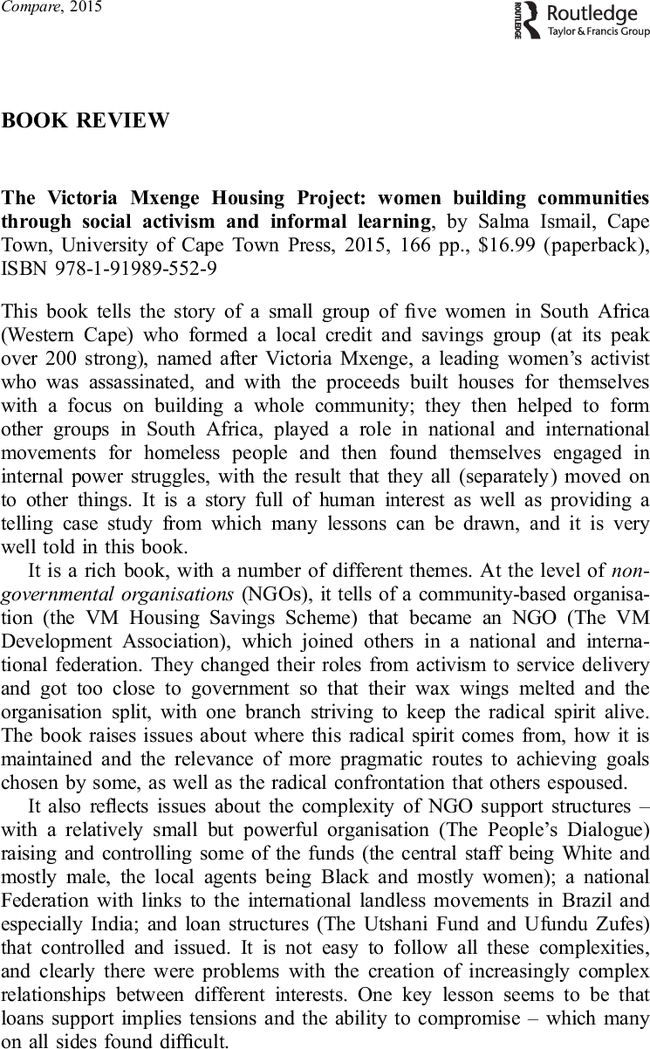 Compare, 2015
ROUTLEDGE
Routledge
Taylor & Francis Group
BOOK REVIEW
The Victoria Mxenge Housing Project: women building communities
through social activism and informal learning, by Salma Ismail, Cape
Town, University of Cape Town Press, 2015, 166 pp., $16.99 (paperback),
ISBN 978-1-91989-552-9
This book tells the story of a small group of five women in South Africa
(Western Cape) who formed a local credit and savings group (at its peak
over 200 strong), named after Victoria Mxenge, a leading women's activist
who was assassinated, and with the proceeds built houses for themselves
with a focus on building a whole community; they then helped to form
other groups in South Africa, played a role in national and international
movements for homeless people and then found themselves engaged in
internal power struggles, with the result that they all (separately) moved on
to other things. It is a story full of human interest as well as providing a
telling case study from which many lessons can be drawn, and it is very
well told in this book.
It is a rich book, with a number of different themes. At the level of non-
governmental organisations (NGOs), it tells of a community-based organisa-
tion (the VM Housing Savings Scheme) that became an NGO (The VM
Development Association), which joined others in a national and interna-
tional federation. They changed their roles from activism to service delivery
and got too close to government so that their wax wings melted and the
organisation split, with one branch striving to keep the radical spirit alive.
The book raises issues about where this radical spirit comes from, how it is
maintained and the relevance of more pragmatic routes to achieving goals
chosen by some, as well as the radical confrontation that others espoused.
It also reflects issues about the complexity of NGO support structures –
with a relatively small but powerful organisation (The People's Dialogue)
raising and controlling some of the funds (the central staff being White and
mostly male, the local agents being Black and mostly women); a national
Federation with links to the international landless movements in Brazil and
especially India; and loan structures (The Utshani Fund and Ufundu Zufes)
that controlled and issued. It is not easy to follow all these complexities,
and clearly there were problems with the creation of increasingly complex
relationships between different interests. One key lesson seems to be that
loans support implies tensions and the ability to compromise – which many
on all sides found difficult.